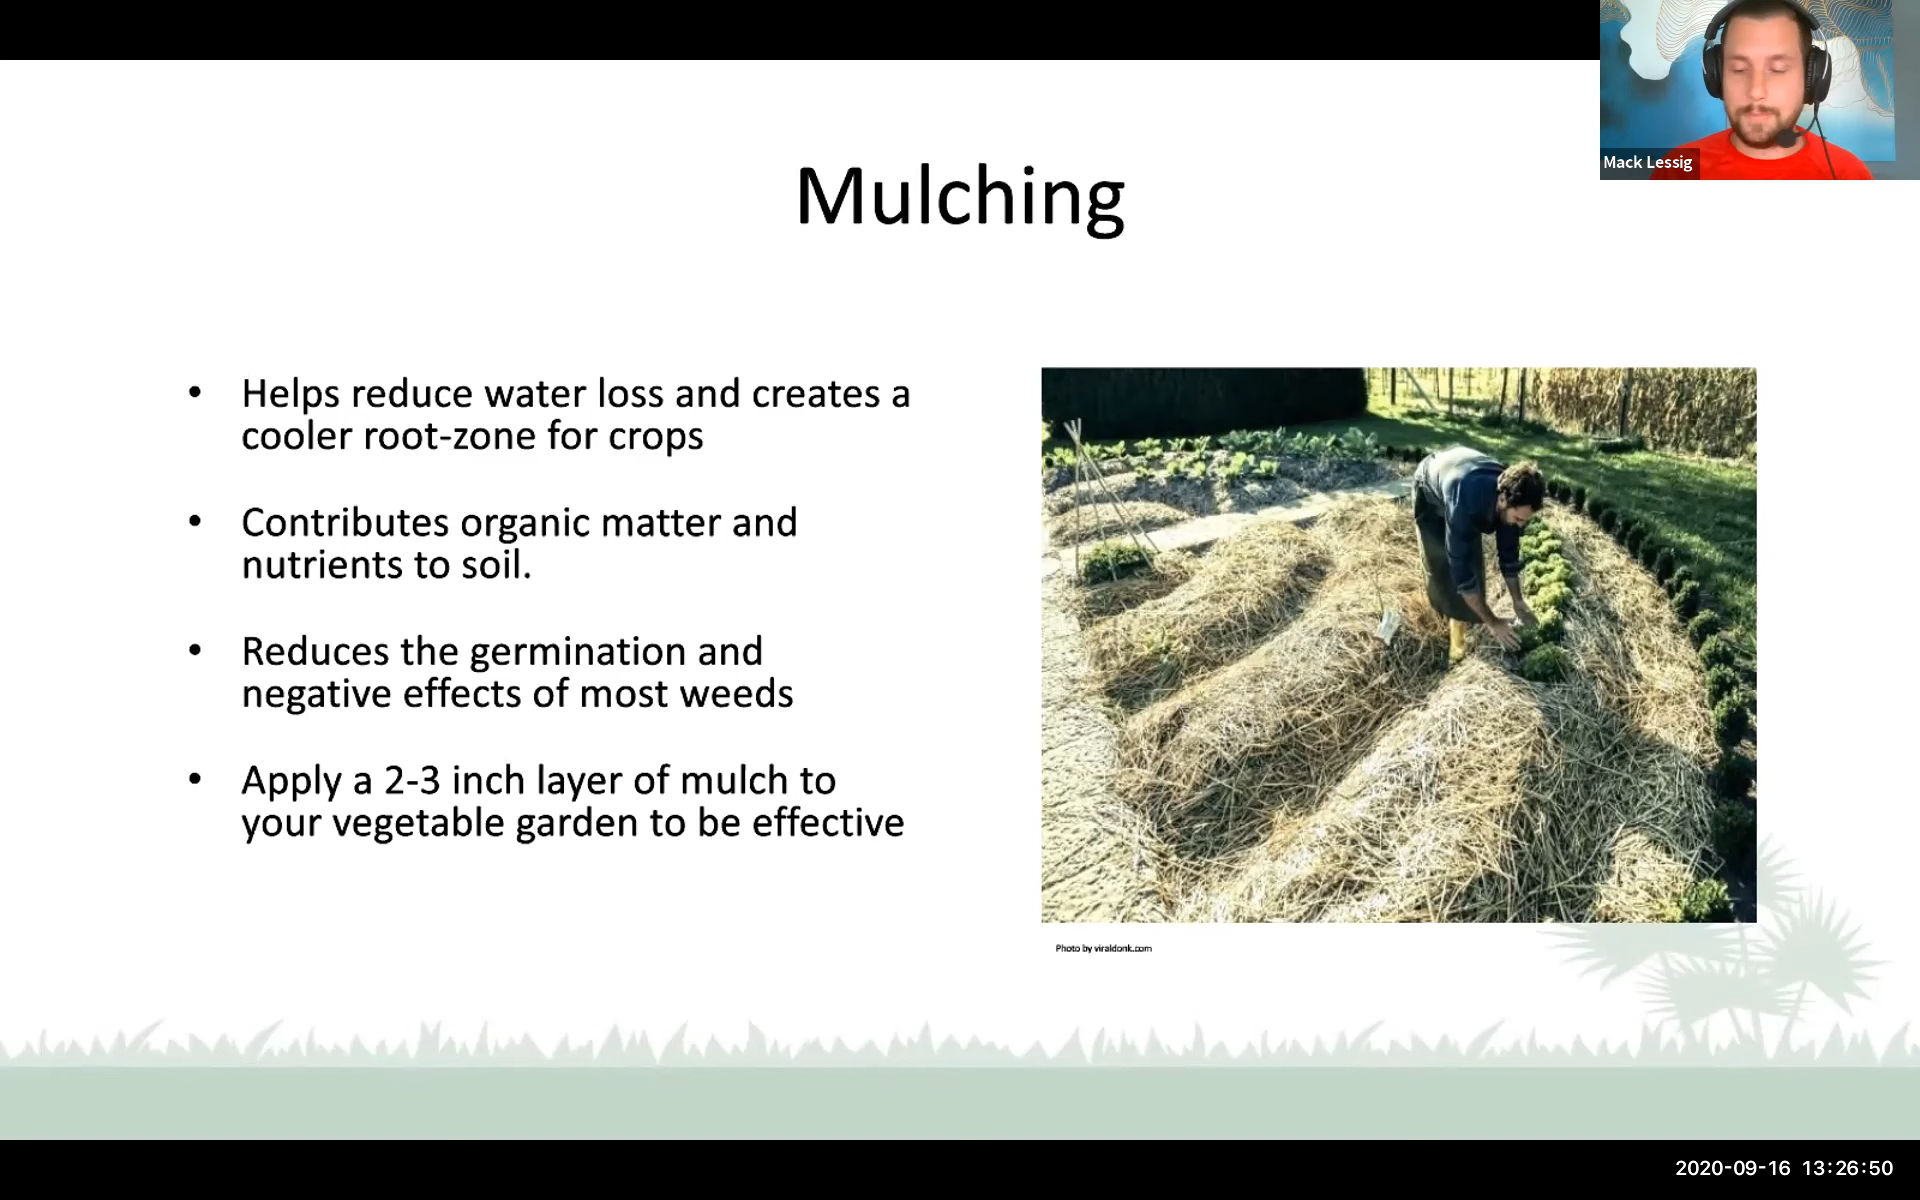 Mack Lessig
Mulching
• Helps reduce water loss and creates a
cooler root-zone for crops
• Contributes organic matter and
nutrients to soil.
• Reduces the germination and
negative effects of most weeds
• Apply a 2-3 inch layer of mulch to
your vegetable garden to be effective
Photo by viraldonk.com
2020-09-16 13:26:50